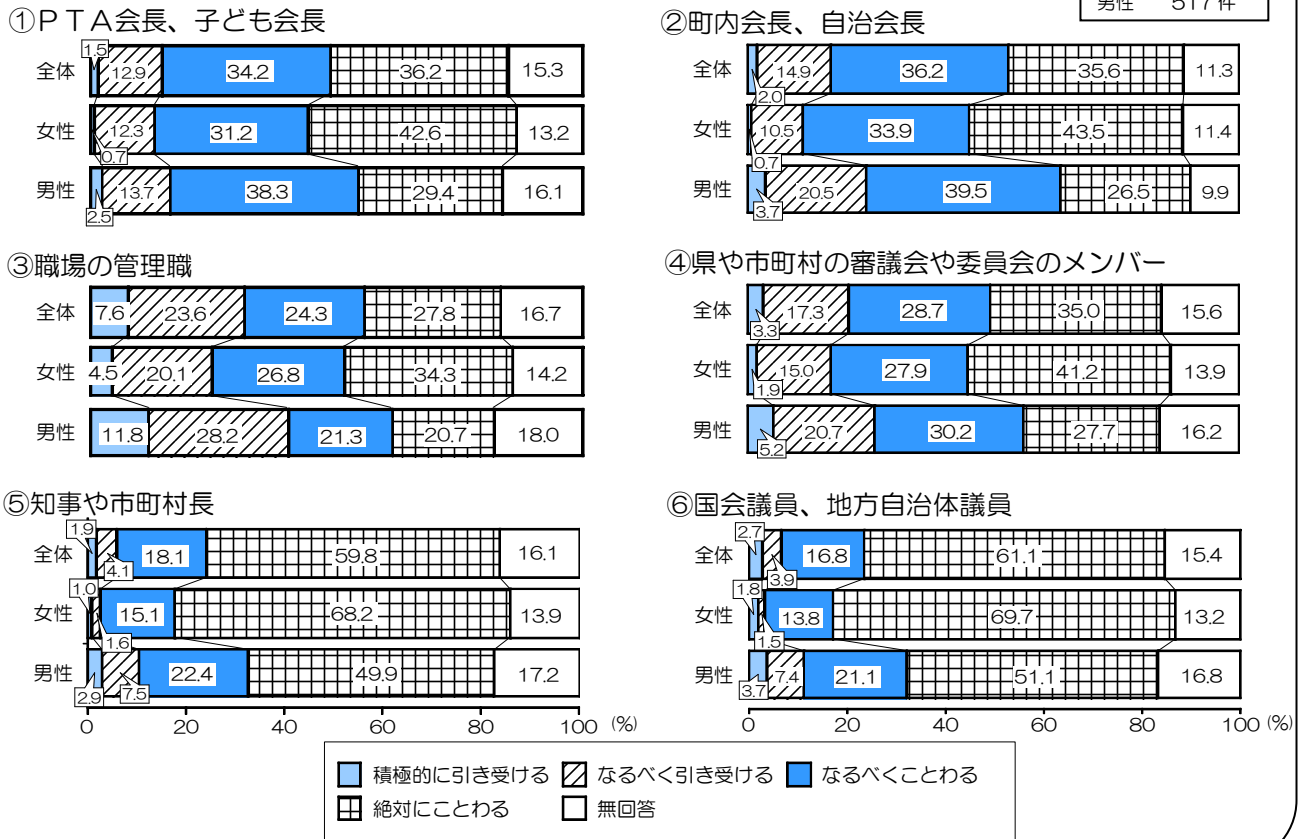 男性 517件
①ＰＴＡ会長、子ども会長
全体 1.5 12.9 34.2 36.2 15.3
女性 0.7 12.3 31.2 42.6 13.2
男性 2.5 13.7 38.3 29.4 16.1
②町内会長、自治会長
全体 2.0 14.9 36.2 35.6 11.3
女性 0.7 10.5 33.9 43.5 11.4
男性 3.7 20.5 39.5 26.5 9.9
③職場の管理職
全体 7.6 23.6 24.3 27.8 16.7
女性 4.5 20.1 26.8 34.3 14.2
男性 11.8 28.2 21.3 20.7 18.0
④県や市町村の審議会や委員会のメンバー
全体 3.3 17.3 28.7 35.0 15.6
女性 1.9 15.0 27.9 41.2 13.9
男性 5.2 20.7 30.2 27.7 16.2
⑤知事や市町村長
全体 1.9 4.1 18.1 59.8 16.1
女性 1.0 1.6 15.1 68.2 13.9
男性 2.9 7.5 22.4 49.9 17.2
0 20 40 60 80 100 (%)
⑥国会議員、地方自治体議員
全体 2.7 3.9 16.8 61.1 15.4
女性 1.8 1.5 13.8 69.7 13.2
男性 3.7 7.4 21.1 51.1 16.8
0 20 40 60 80 100 (%)
積極的に引き受ける なるべく引き受ける なるべくことわる
絶対にことわる 無回答